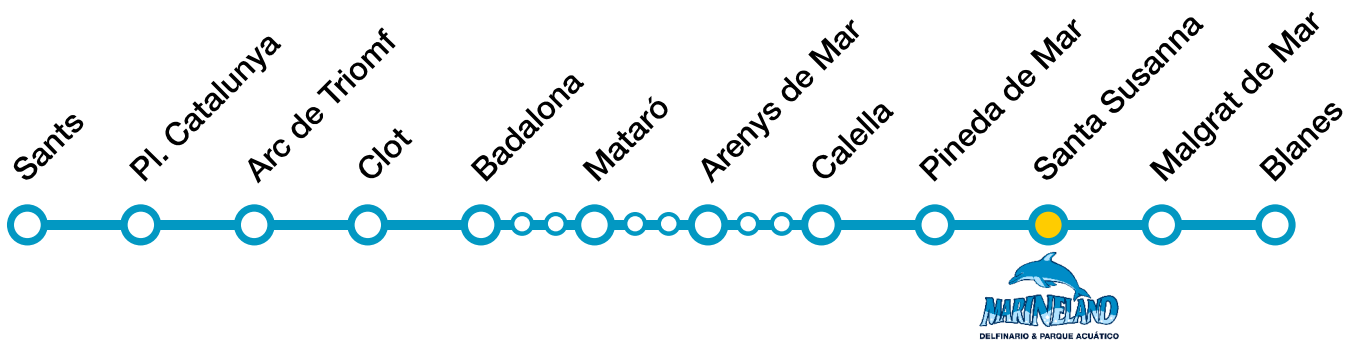 Sants
Pl. Catalunya
Arc de Triomf
Clot
Badalona
Mataró
Arenys de Mar
Calella
Pineda de Mar
Santa Susanna
Malgrat de Mar
Blanes
MARINELAND
DELFINARIO & PARQUE ACUÁTICO